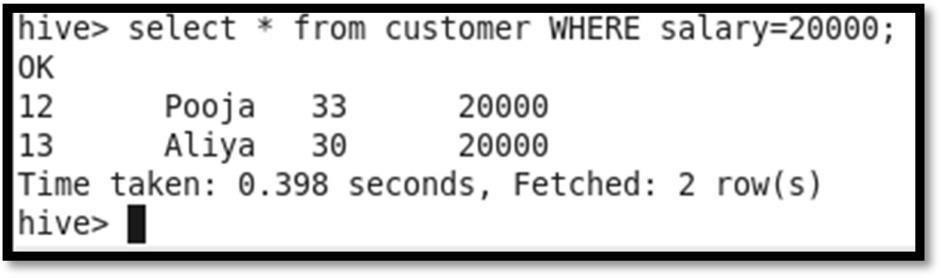 hive> select * from customer WHERE salary=20000;
OK
12      Pooja   33      20000
13      Aliya   30      20000
Time taken: 0.398 seconds, Fetched: 2 row(s)
hive>